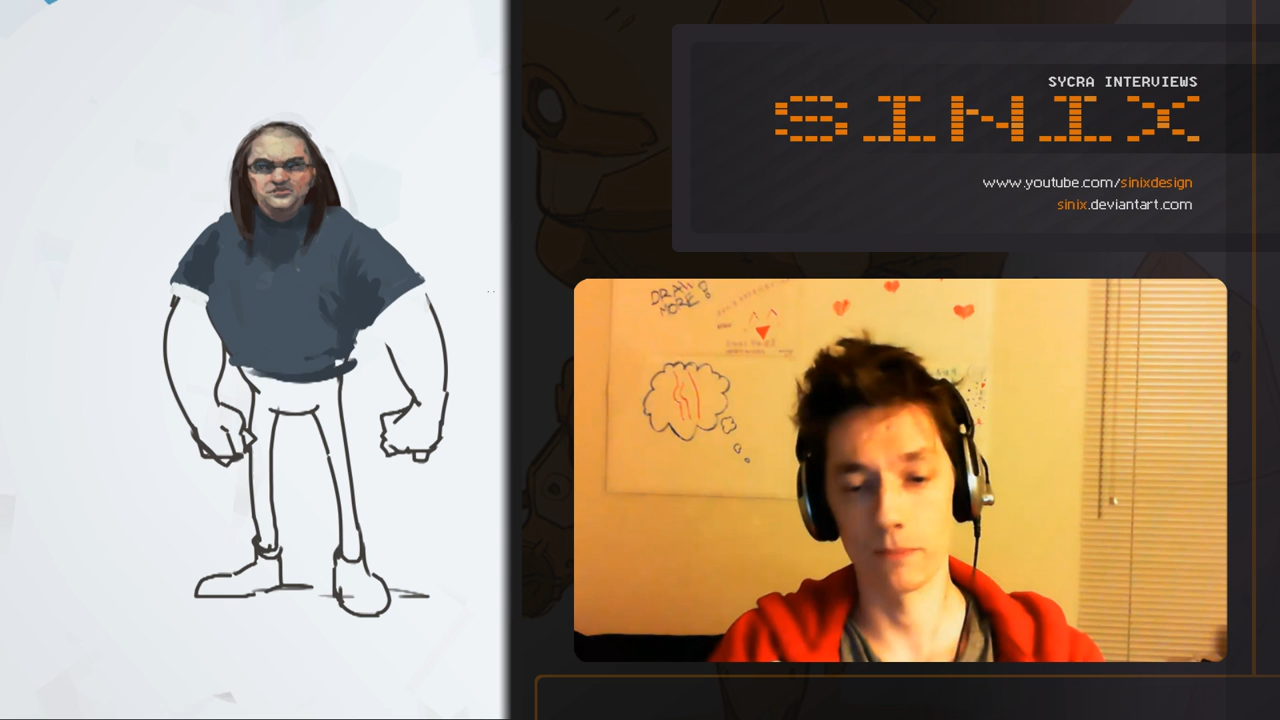 SYCRA INTERVIEWS
SINIX
www.youtube.com/sinixdesign
sinix.deviantart.com
DRAW
MORE!